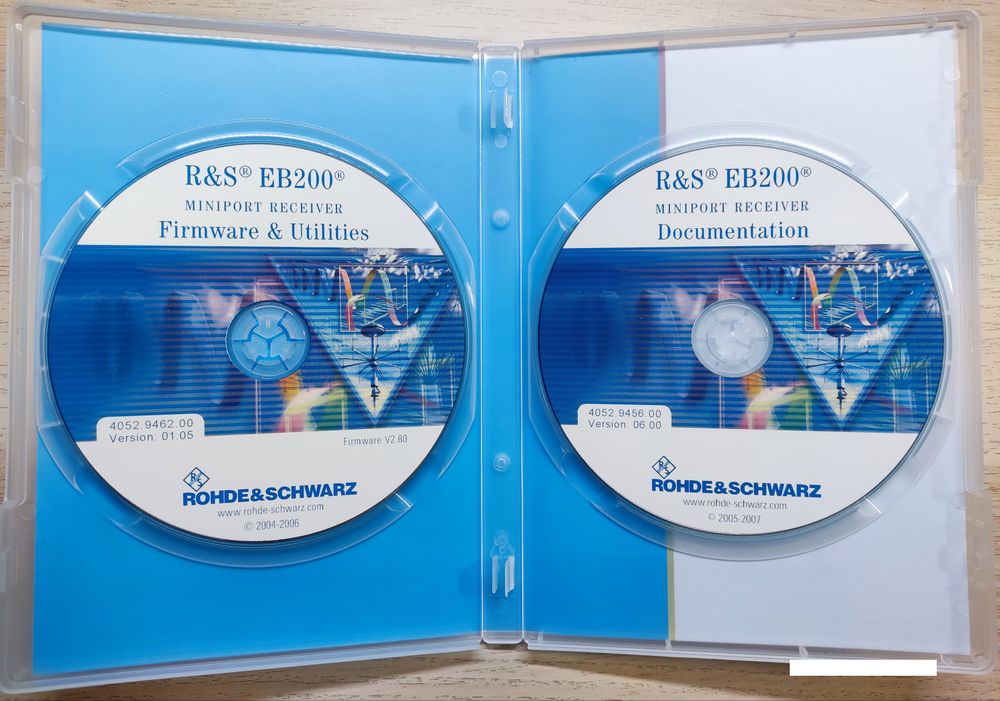 R&S® EB200®
MINIPORT RECEIVER
Firmware & Utilities
4052.9462.00
Version: 01.05
Firmware V2.80
R&S
ROHDE&SCHWARZ
www.rohde-schwarz.com
© 2004-2006
R&S® EB200®
MINIPORT RECEIVER
Documentation
4052.9456.00
Version: 06.00
R&S
ROHDE&SCHWARZ
www.rohde-schwarz.com
© 2005-2007